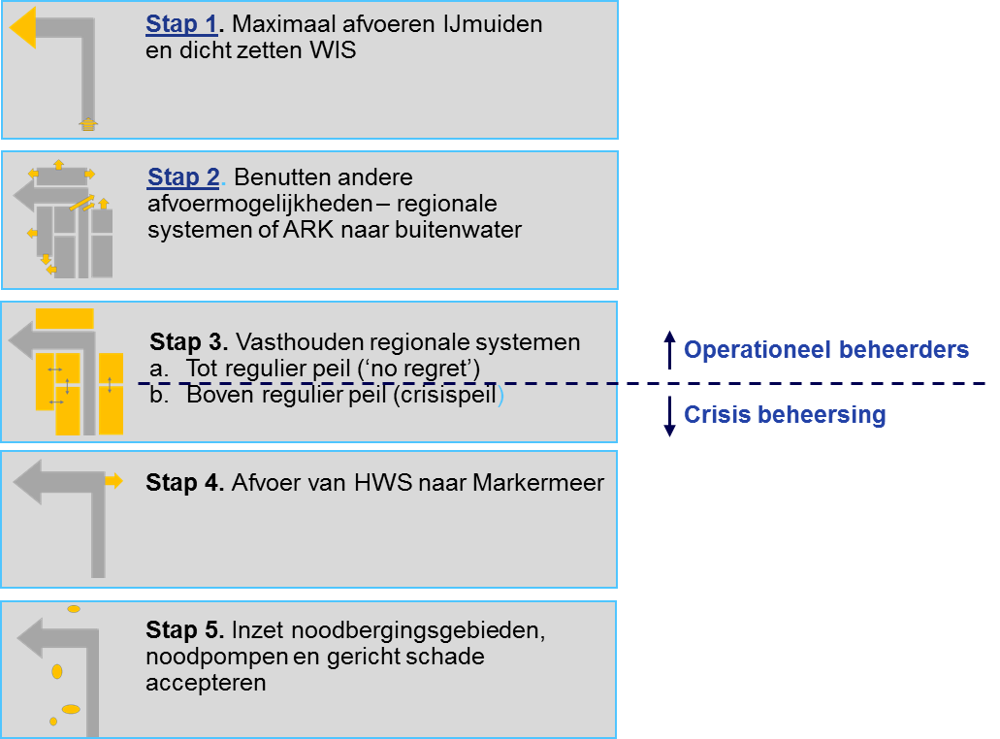 Stap 1. Maximaal afvoeren IJmuiden
en dicht zetten WIS
Stap 2. Benutten andere
afvoermogelijkheden – regionale
systemen of ARK naar buitenwater
Stap 3. Vasthouden regionale systemen
a. Tot regulier peil (‘no regret’)
b. Boven regulier peil (crisispeil)
Operationeel beheerders
Crisis beheersing
Stap 4. Afvoer van HWS naar Markermeer
Stap 5. Inzet noodbergingsgebieden,
noodpompen en gericht schade
accepteren